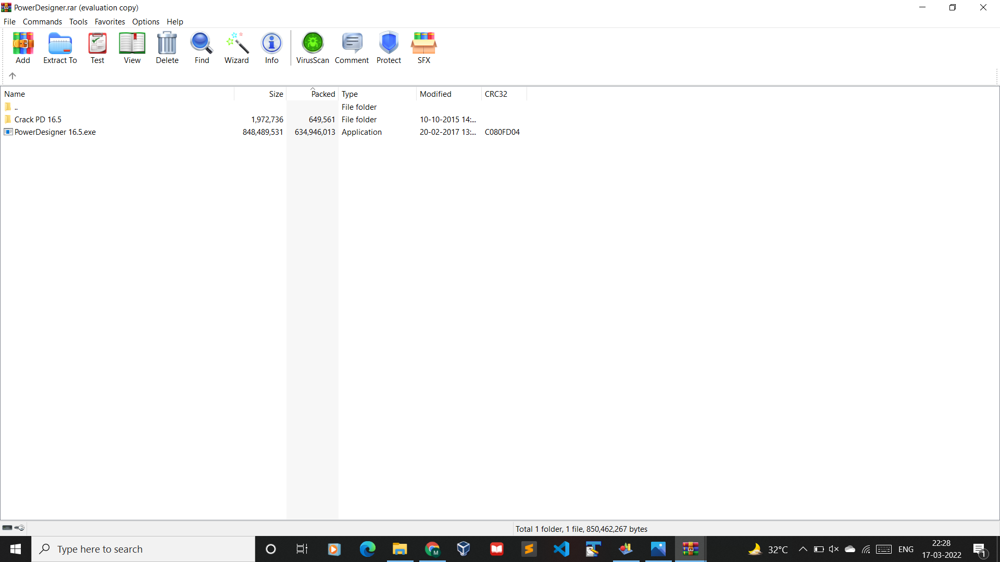 PowerDesigner.rar (evaluation copy)
File Commands Tools Favorites Options Help
Add Extract To Test View Delete Find Wizard Info VirusScan Comment Protect SFX
Name Size Packed Type Modified CRC32
.. File folder
Crack PD 16.5 1,972,736 649,561 File folder 10-10-2015 14:...
PowerDesigner 16.5.exe 848,489,531 634,946,013 Application 20-02-2017 13:... C080FD04
Total 1 folder, 1 file, 850,462,267 bytes
Type here to search
M
32°C
ENG
22:28
17-03-2022
1